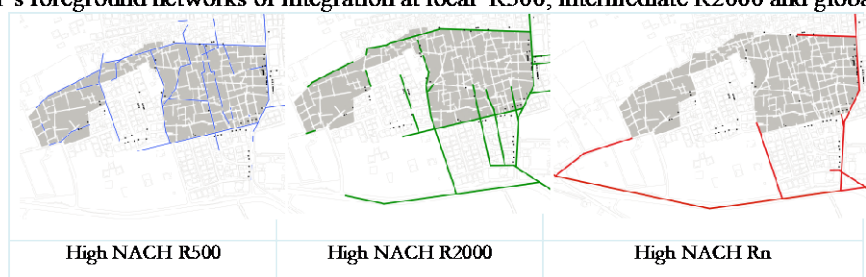 's foreground networks of integration at local R500, intermediate R2000 and global
High NACH R500
High NACH R2000
High NACH Rn